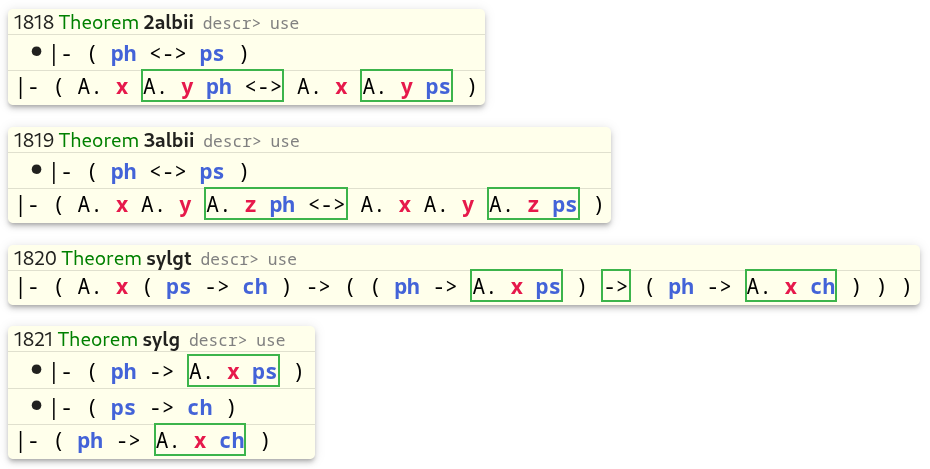 1818 Theorem 2albii descr> use
• |- ( ph <-> ps )
|- ( A. x A. y ph <-> A. x A. y ps )
1819 Theorem 3albii descr> use
• |- ( ph <-> ps )
|- ( A. x A. y A. z ph <-> A. x A. y A. z ps )
1820 Theorem sylgt descr> use
|- ( A. x ( ps -> ch ) -> ( ( ph -> A. x ps ) -> ( ph -> A. x ch ) ) )
1821 Theorem sylg descr> use
• |- ( ph -> A. x ps )
• |- ( ps -> ch )
|- ( ph -> A. x ch )